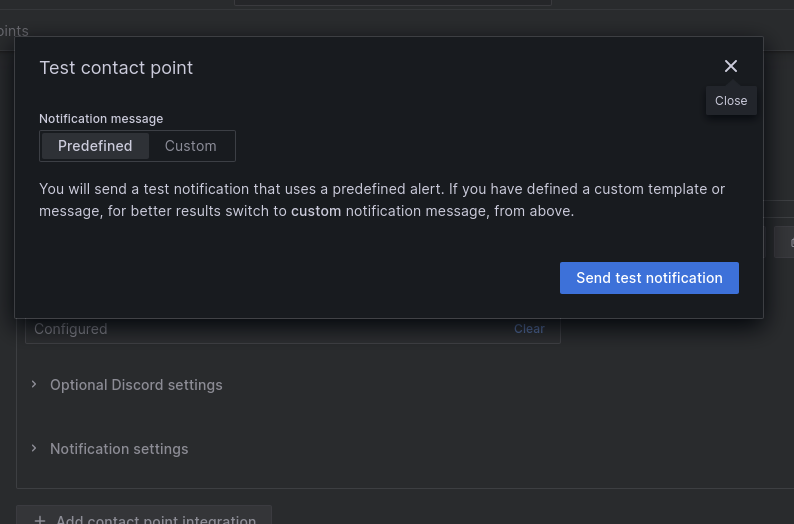 oints
Test contact point
Close
Notification message
Predefined Custom
You will send a test notification that uses a predefined alert. If you have defined a custom template or
message, for better results switch to custom notification message, from above.
Send test notification
Configured Clear
Optional Discord settings
Notification settings
Add contact point integration